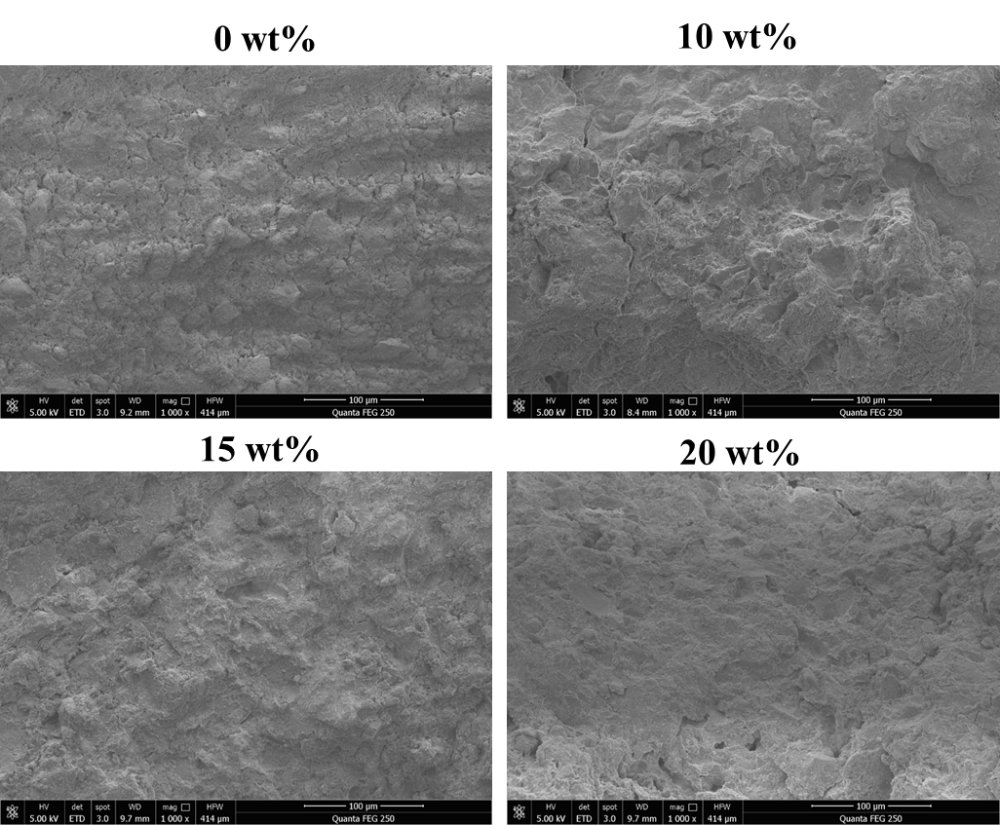 0 wt%
10 wt%
HV det spot WD mag HFW 100 µm
5.00 kV ETD 3.0 9.2 mm 1 000 x 414 µm Quanta FEG 250
HV det spot WD mag HFW 100 µm
5.00 kV ETD 3.0 8.4 mm 1 000 x 414 µm Quanta FEG 250
15 wt%
20 wt%
HV det spot WD mag HFW 100 µm
5.00 kV ETD 3.0 9.7 mm 1 000 x 414 µm Quanta FEG 250
HV det spot WD mag HFW 100 µm
5.00 kV ETD 3.0 9.7 mm 1 000 x 414 µm Quanta FEG 250